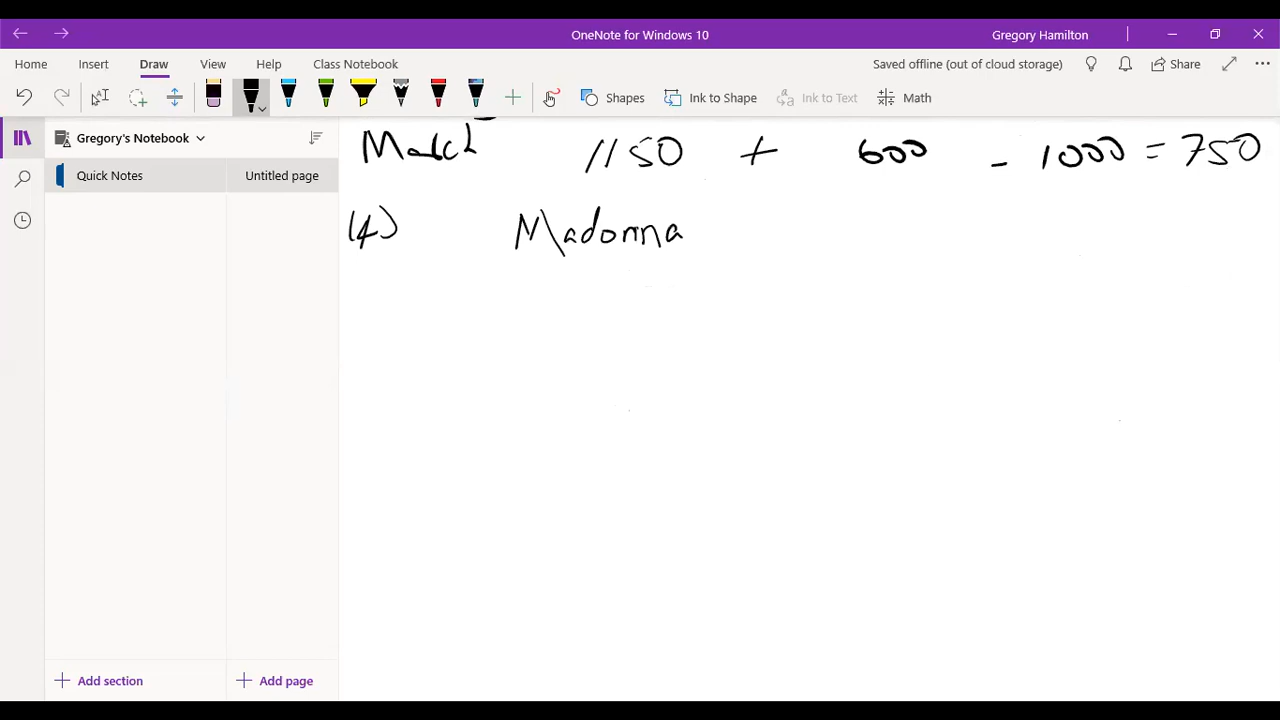 OneNote for Windows 10
Gregory Hamilton
Home Insert Draw View Help Class Notebook
Saved offline (out of cloud storage)
Share
Shapes
Ink to Shape
Ink to Text
Math
Gregory's Notebook
Quick Notes
Untitled page
March 1150 + 600 - 1000 = 750
(4) Madonna
Add section
Add page